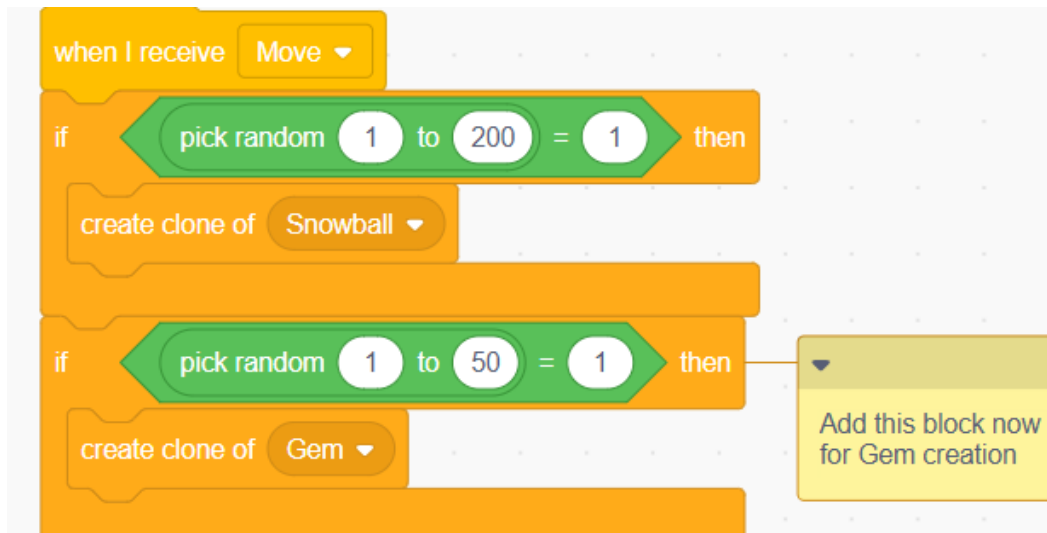 when I receive Move
if pick random 1 to 200 = 1 then
create clone of Snowball
if pick random 1 to 50 = 1 then
create clone of Gem
Add this block now
for Gem creation